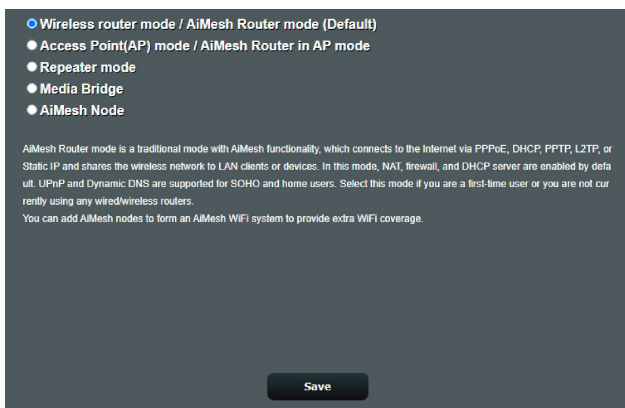 Wireless router mode / AiMesh Router mode (Default)
Access Point(AP) mode / AiMesh Router in AP mode
Repeater mode
Media Bridge
AiMesh Node
AiMesh Router mode is a traditional mode with AiMesh functionality, which connects to the Internet via PPPoE, DHCP, PPTP, L2TP, or
Static IP and shares the wireless network to LAN clients or devices. In this mode, NAT, firewall, and DHCP server are enabled by defa
ult. UPnP and Dynamic DNS are supported for SOHO and home users. Select this mode if you are a first-time user or you are not cur
rently using any wired/wireless routers.
You can add AiMesh nodes to form an AiMesh WiFi system to provide extra WiFi coverage.
Save